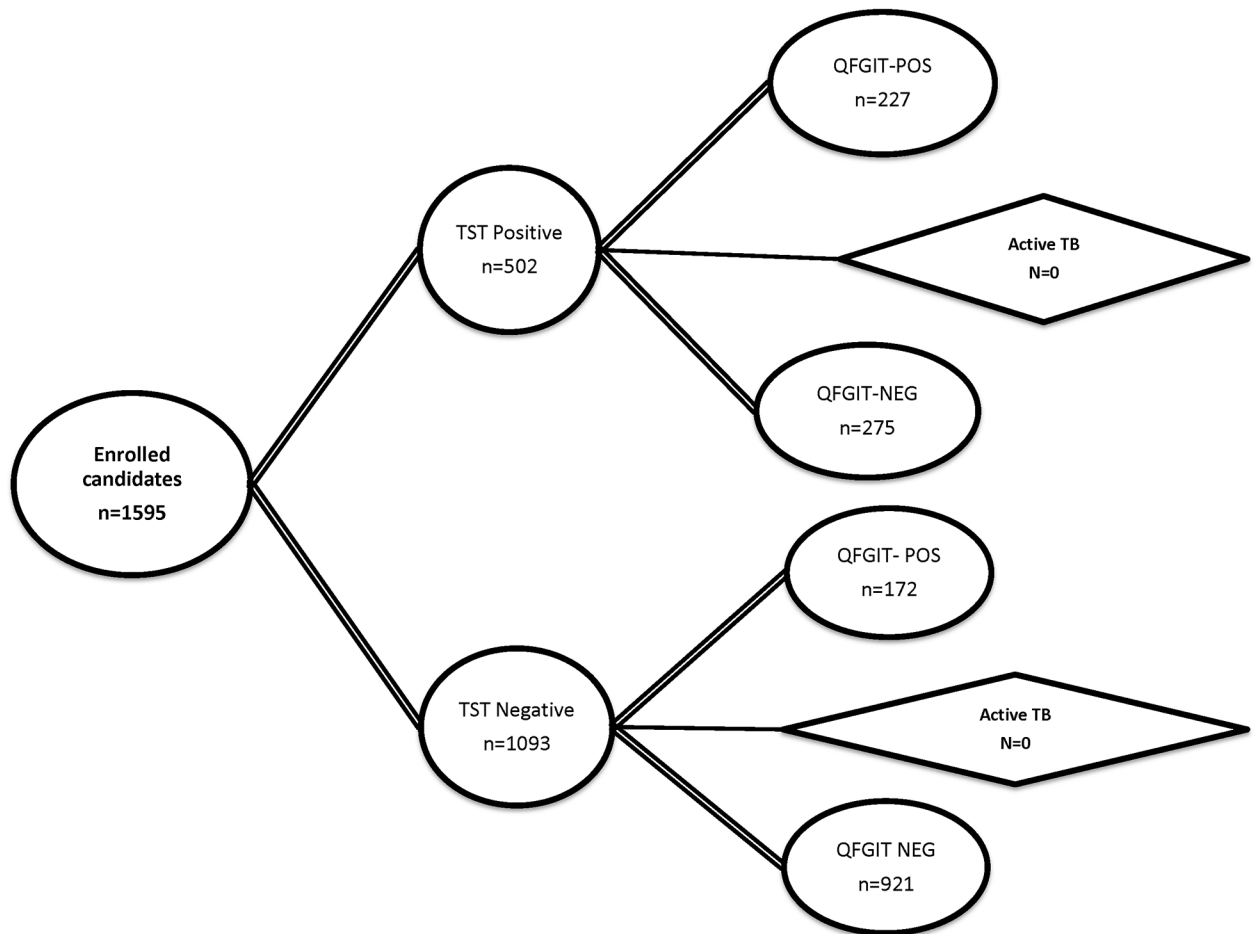 QFGIT-POS
n=227
TST Positive
n=502
Active TB
N=0
QFGIT-NEG
n=275
Enrolled
candidates
n=1595
QFGIT- POS
n=172
TST Negative
n=1093
Active TB
N=0
QFGIT NEG
n=921